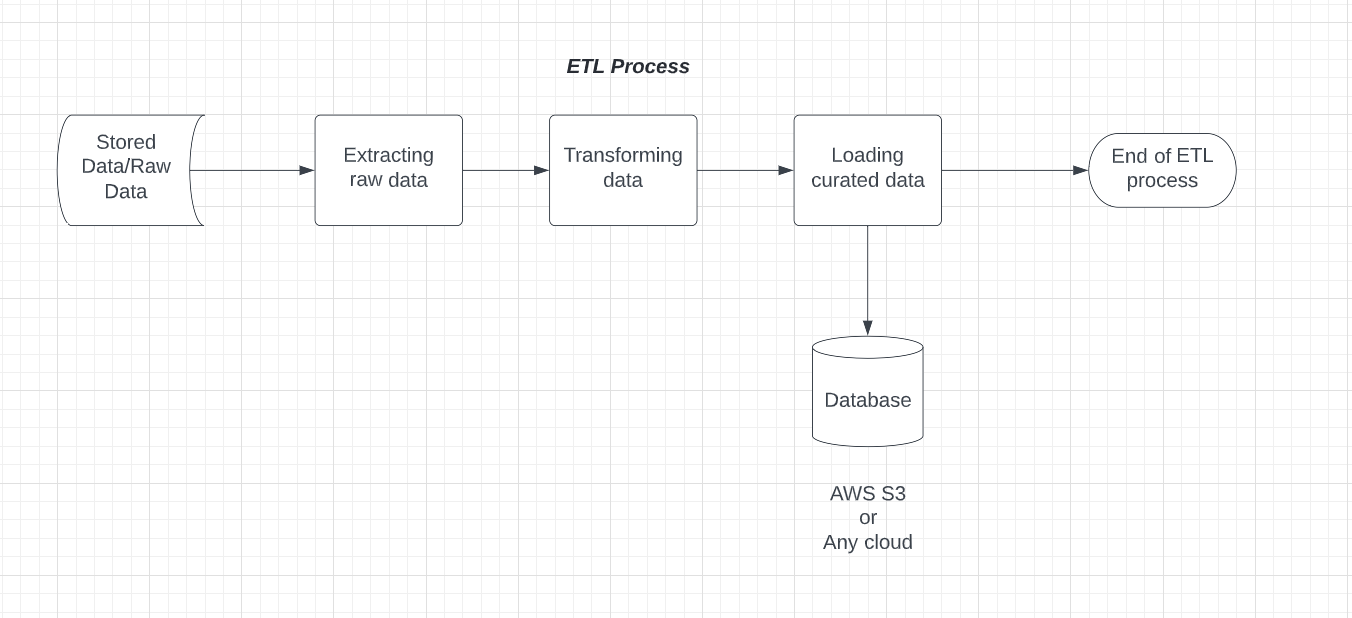 ETL Process
Stored
Data/Raw
Data
Extracting
raw data
Transforming
data
Loading
curated data
End of ETL
process
Database
AWS S3
or
Any cloud